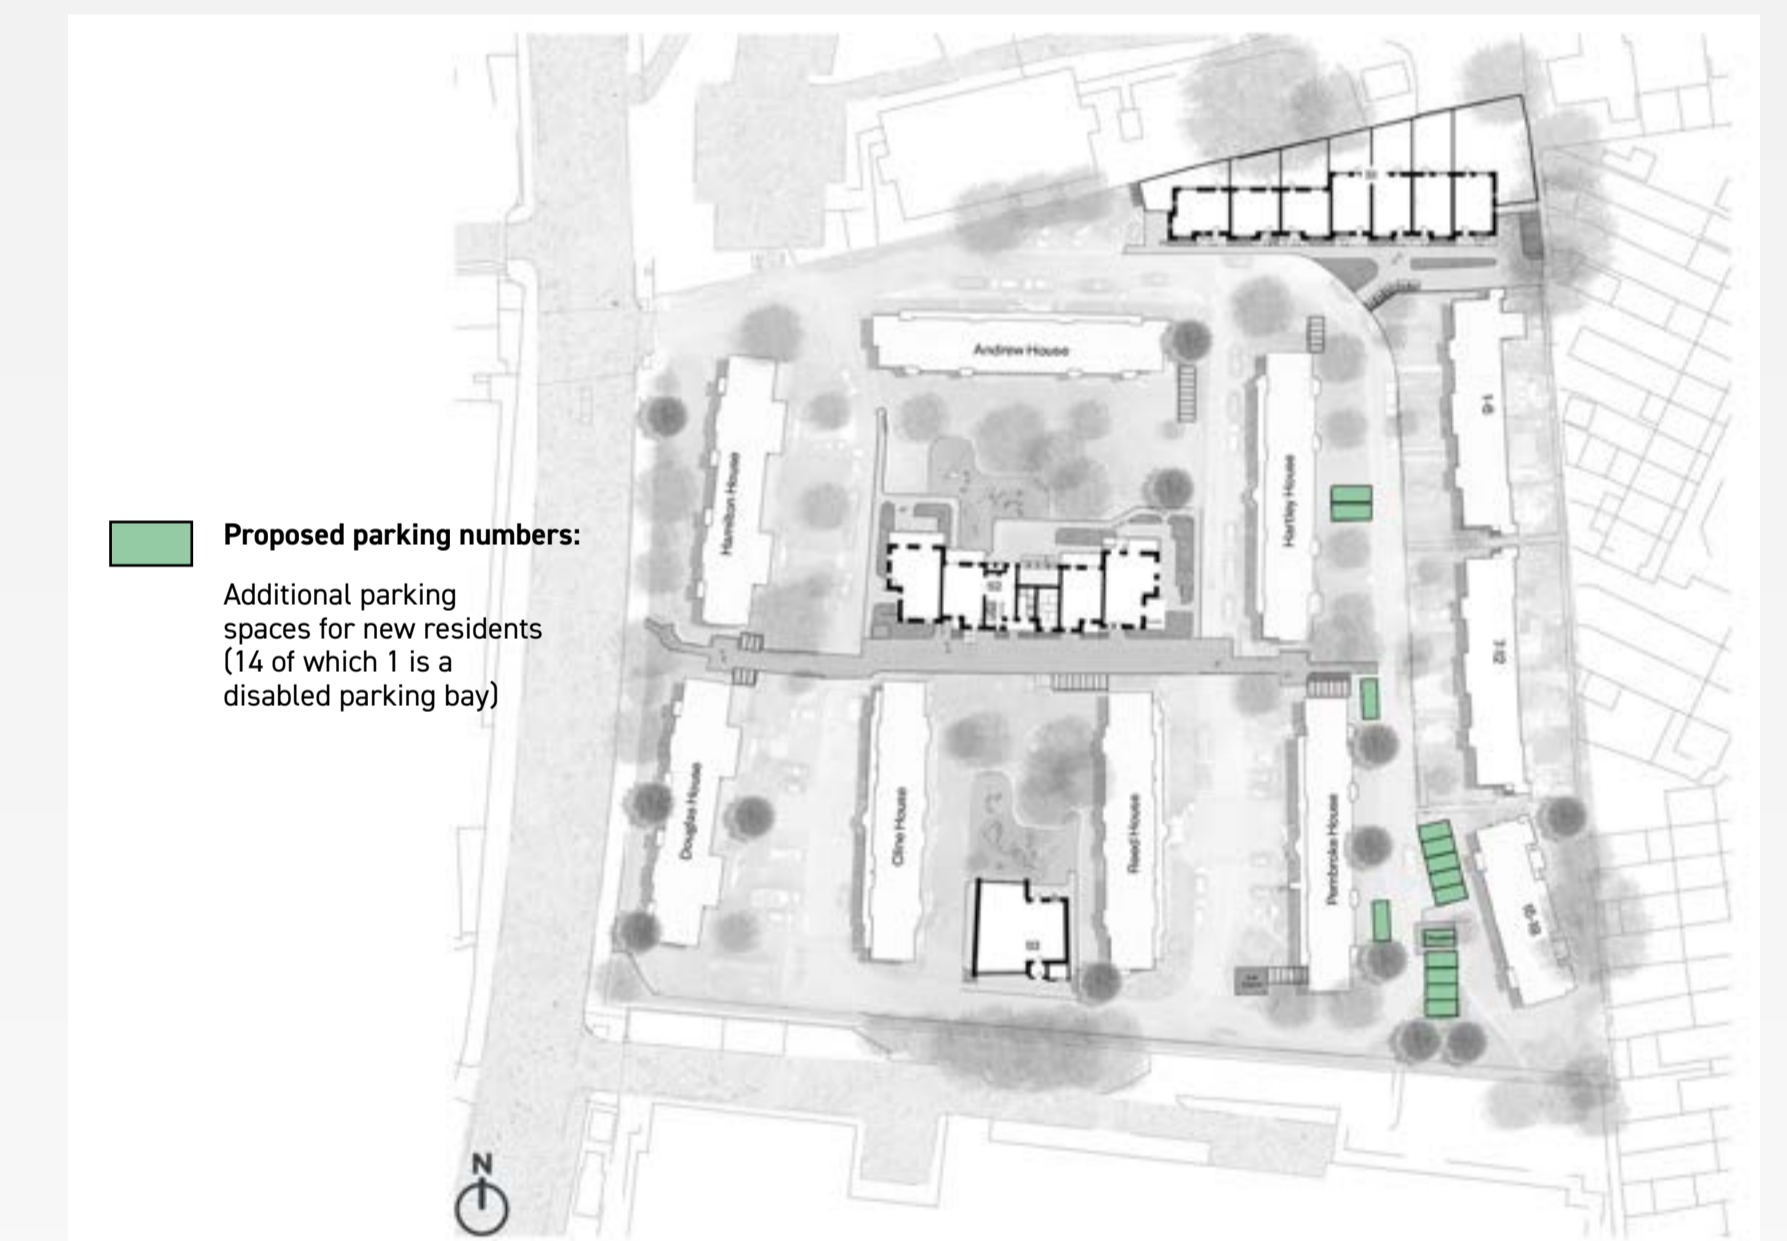 Proposed parking numbers:
Additional parking
spaces for new residents
(14 of which 1 is a
disabled parking bay)
Andrew House
Hamilton House
Hartley House
1-6
7-12
Douglas House
Cline House
Reed House
Pembroke House
N